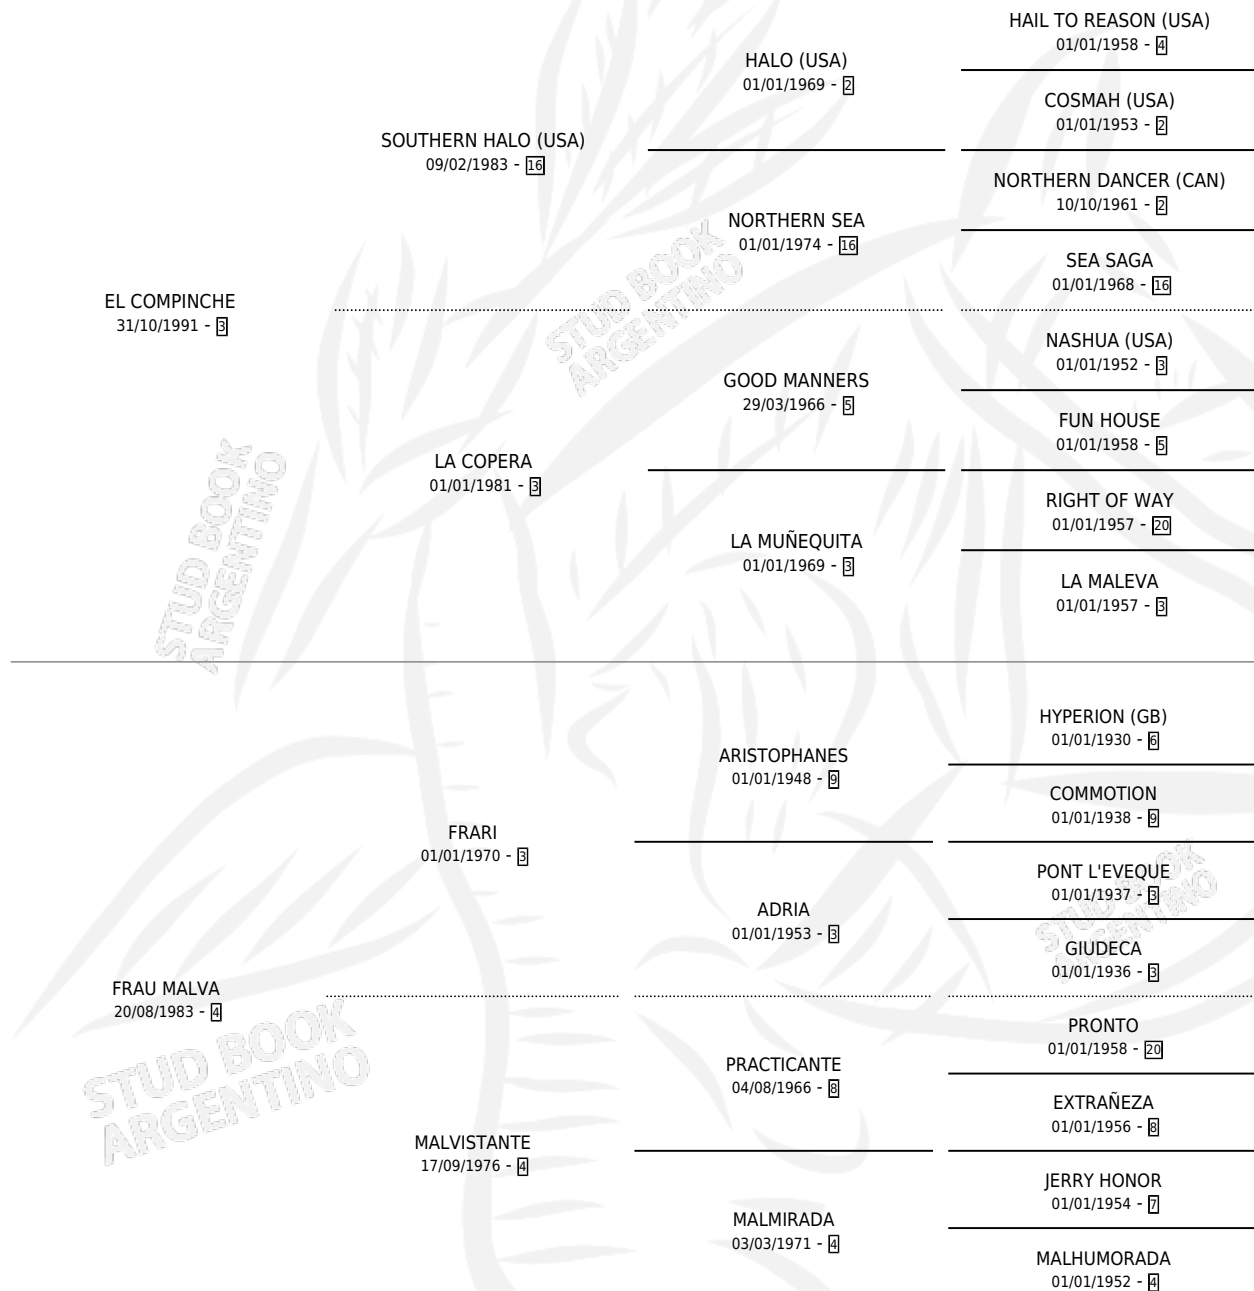 HAIL TO REASON (USA)
01/01/1958 - 4
HALO (USA)
01/01/1969 - 2
COSMAH (USA)
01/01/1953 - 2
SOUTHERN HALO (USA)
09/02/1983 - 16
NORTHERN DANCER (CAN)
10/10/1961 - 2
NORTHERN SEA
01/01/1974 - 16
SEA SAGA
01/01/1968 - 16
EL COMPINCHE
31/10/1991 - 3
STUD BOOK
ARGENTINO
NASHUA (USA)
01/01/1952 - 3
GOOD MANNERS
29/03/1966 - 5
FUN HOUSE
01/01/1958 - 5
LA COPERA
01/01/1981 - 3
RIGHT OF WAY
01/01/1957 - 20
LA MUÑEQUITA
01/01/1969 - 3
LA MALEVA
01/01/1957 - 3
STUD BOOK
ARGENTINO
HYPERION (GB)
01/01/1930 - 6
ARISTOPHANES
01/01/1948 - 9
COMMOTION
01/01/1938 - 9
FRARI
01/01/1970 - 3
PONT L'EVEQUE
01/01/1937 - 3
ADRIA
01/01/1953 - 3
GIUDECA
01/01/1936 - 3
STUD BOOK
ARGENTINO
FRAU MALVA
20/08/1983 - 4
STUD BOOK
ARGENTINO
PRONTO
01/01/1958 - 20
PRACTICANTE
04/08/1966 - 8
EXTRAÑEZA
01/01/1956 - 8
MALVISTANTE
17/09/1976 - 4
JERRY HONOR
01/01/1954 - 7
MALMIRADA
03/03/1971 - 4
MALHUMORADA
01/01/1952 - 4